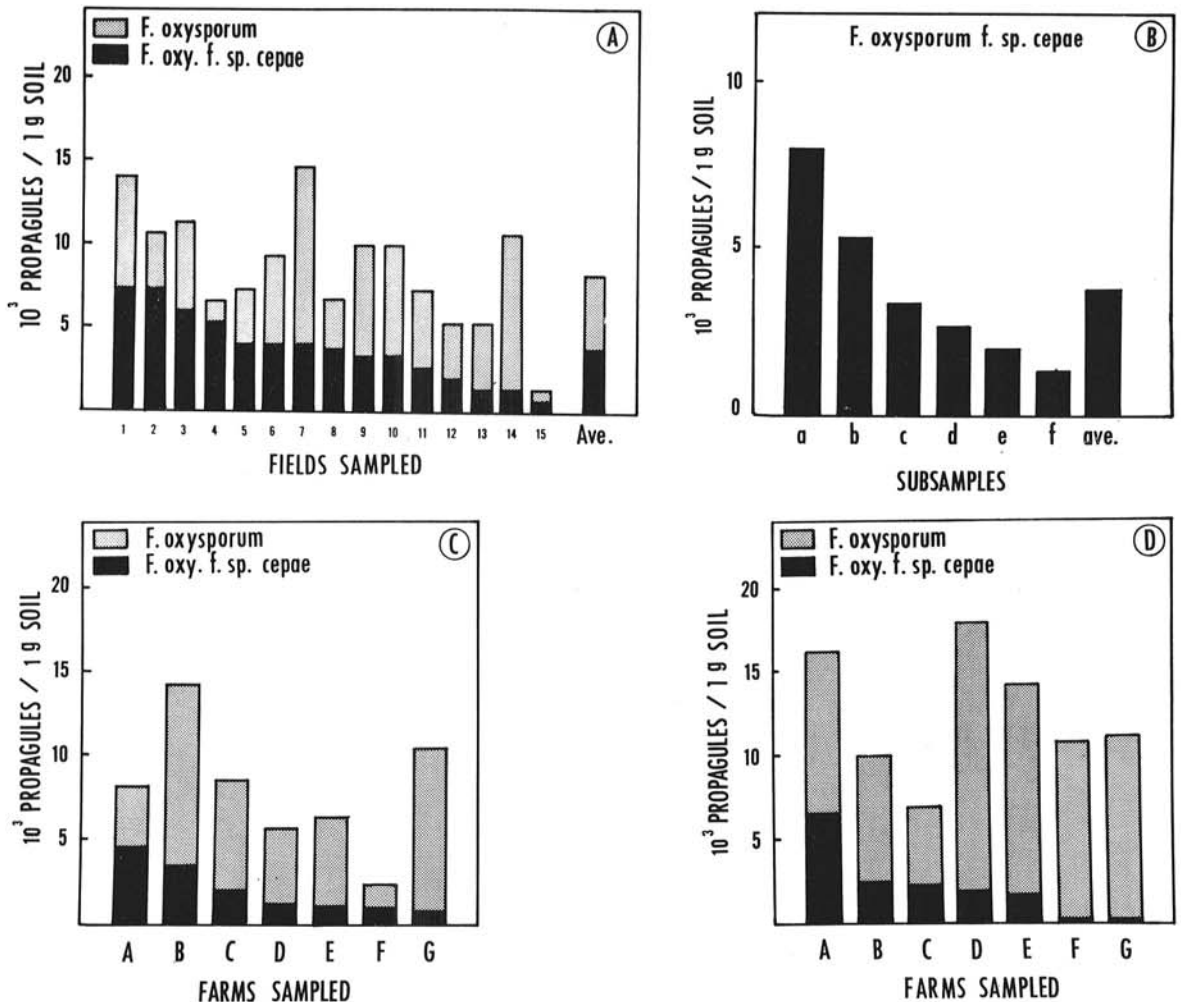 F. oxysporum
F. oxy. f. sp. cepae
A
20
15
10
5
10³ PROPAGULES / 1 g SOIL
1 2 3 4 5 6 7 8 9 10 11 12 13 14 15 Ave.
FIELDS SAMPLED
F. oxysporum f. sp. cepae
B
10
5
0
10³ PROPAGULES / 1 g SOIL
a b c d e f ave.
SUBSAMPLES
F. oxysporum
F. oxy. f. sp. cepae
C
20
15
10
5
10³ PROPAGULES / 1 g SOIL
A B C D E F G
FARMS SAMPLED
F. oxysporum
F. oxy. f. sp. cepae
D
20
15
10
5
10³ PROPAGULES / 1 g SOIL
A B C D E F G
FARMS SAMPLED